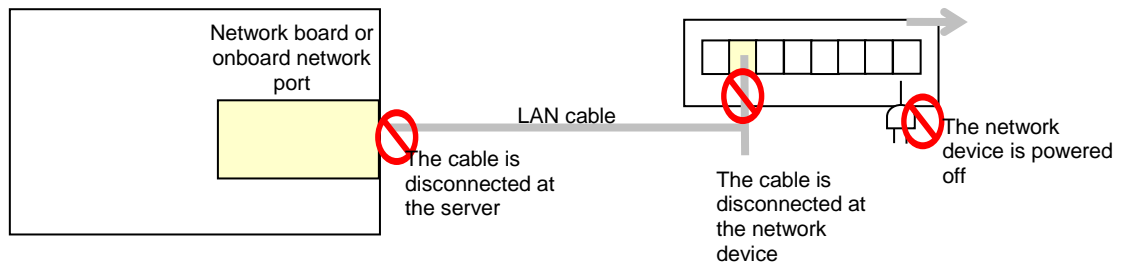 Network board or
onboard network
port
LAN cable
The cable is
disconnected at
the server
The cable is
disconnected at
the network
device
The network
device is powered
off